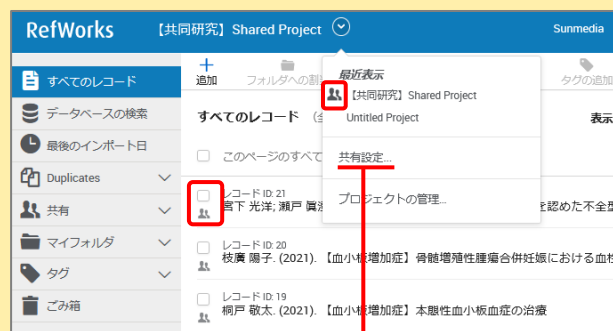 RefWorks 【共同研究】Shared Project Sunmedia
すべてのレコード
データベースの検索
最後のインポート日
Duplicates
共有
マイフォルダ
タグ
ごみ箱
追加 フォルダへの割 タグの追加
最近表示
【共同研究】Shared Project
Untitled Project
共有設定...
プロジェクトの管理...
すべてのレコード 表示
このページのすべて
レコード ID: 21
宮下 光洋; 瀬戸 眞 を認めた不全型
レコード ID: 20
枝廣 陽子. (2021). 【血小板増加症】骨髄増殖性腫瘍合併妊娠における血栓
レコード ID: 19
桐戸 敬太. (2021). 【血小板増加症】本態性血小板血症の治療